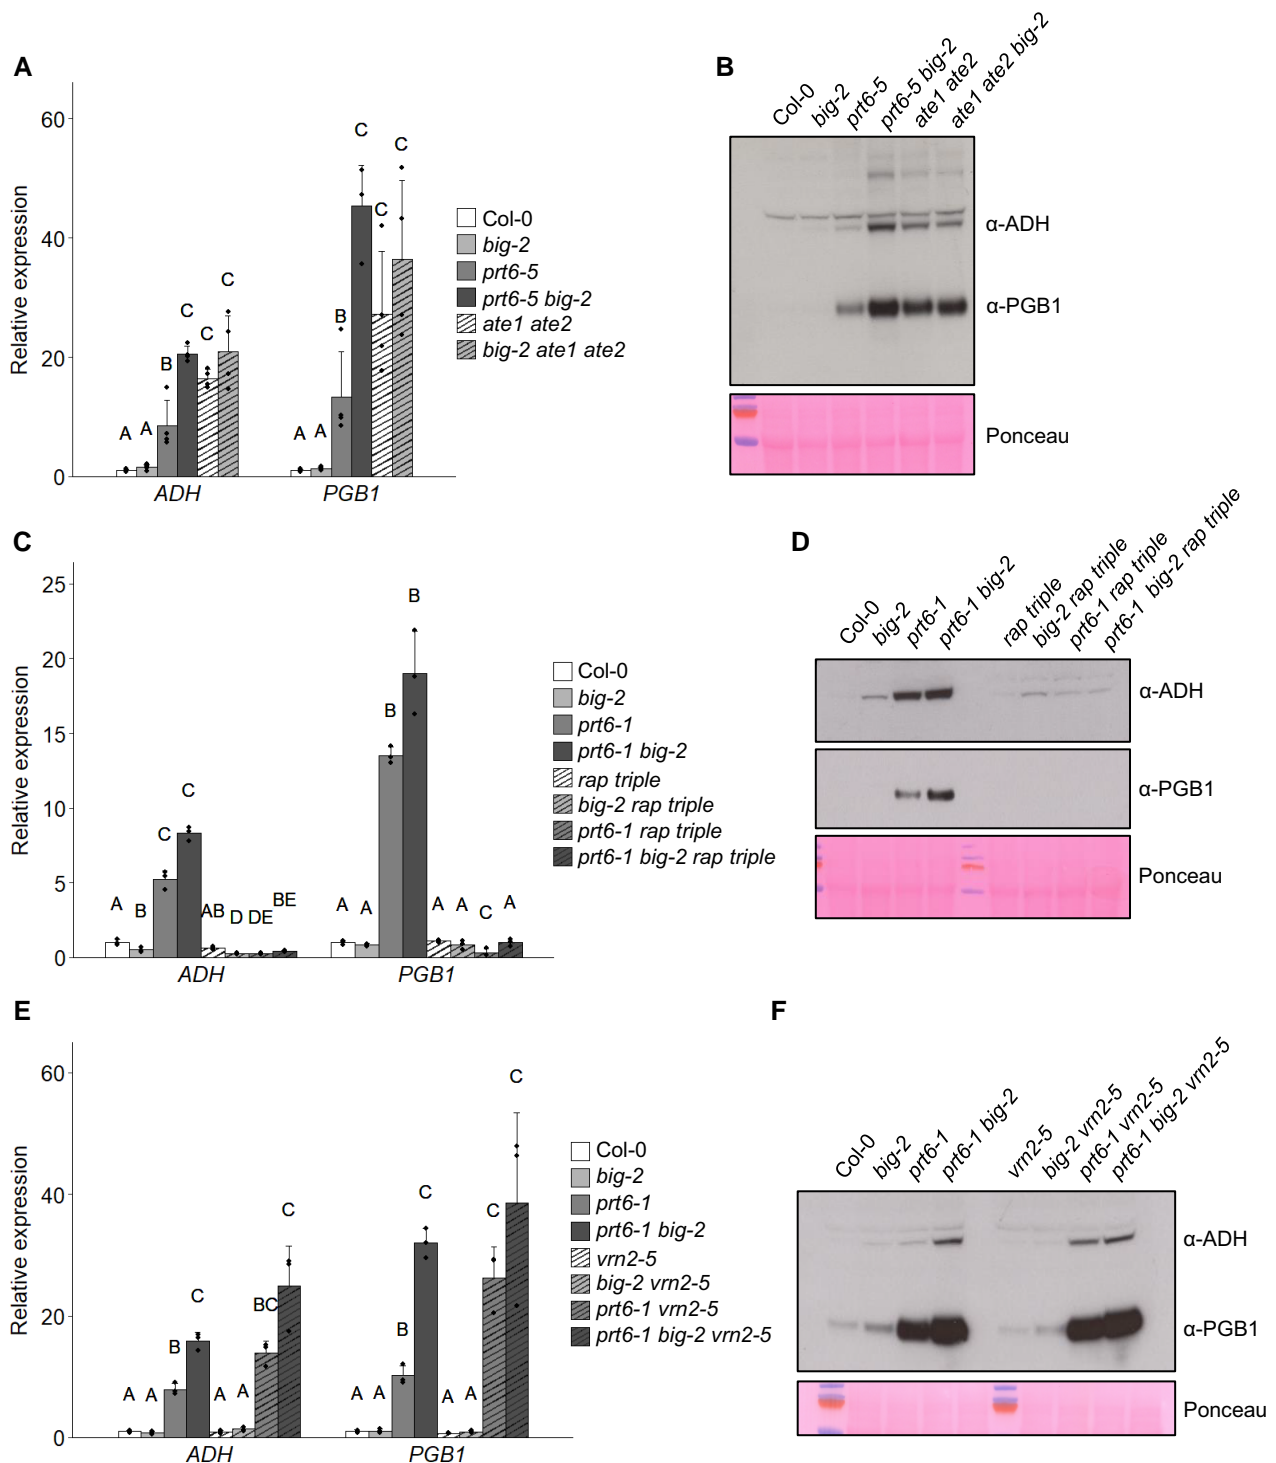 A
Relative expression
60
40
20
0
A
A
B
C
C
C
A
A
B
C
C
C
ADH
PGB1
Col-0
big-2
prt6-5
prt6-5 big-2
ate1 ate2
big-2 ate1 ate2
B
Col-0
big-2
prt6-5
prt6-5 big-2
ate1 ate2
ate1 ate2 big-2
α-ADH
α-PGB1
Ponceau
C
Relative expression
25
20
15
10
5
0
A
B
C
C
AB
D
DE
BE
A
A
B
B
A
A
C
A
ADH
PGB1
Col-0
big-2
prt6-1
prt6-1 big-2
rap triple
big-2 rap triple
prt6-1 rap triple
prt6-1 big-2 rap triple
D
Col-0
big-2
prt6-1
prt6-1 big-2
rap triple
big-2 rap triple
prt6-1 rap triple
prt6-1 big-2 rap triple
α-ADH
α-PGB1
Ponceau
E
Relative expression
60
40
20
0
A
A
B
C
A
A
BC
C
A
A
B
C
A
A
C
C
ADH
PGB1
Col-0
big-2
prt6-1
prt6-1 big-2
vrn2-5
big-2 vrn2-5
prt6-1 vrn2-5
prt6-1 big-2 vrn2-5
F
Col-0
big-2
prt6-1
prt6-1 big-2
vrn2-5
big-2 vrn2-5
prt6-1 vrn2-5
prt6-1 big-2 vrn2-5
α-ADH
α-PGB1
Ponceau